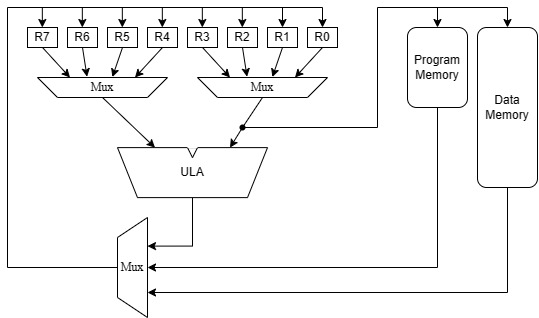 R7 R6 R5 R4 R3 R2 R1 R0
Mux Mux
Program
Memory
Data
Memory
ULA
Mux